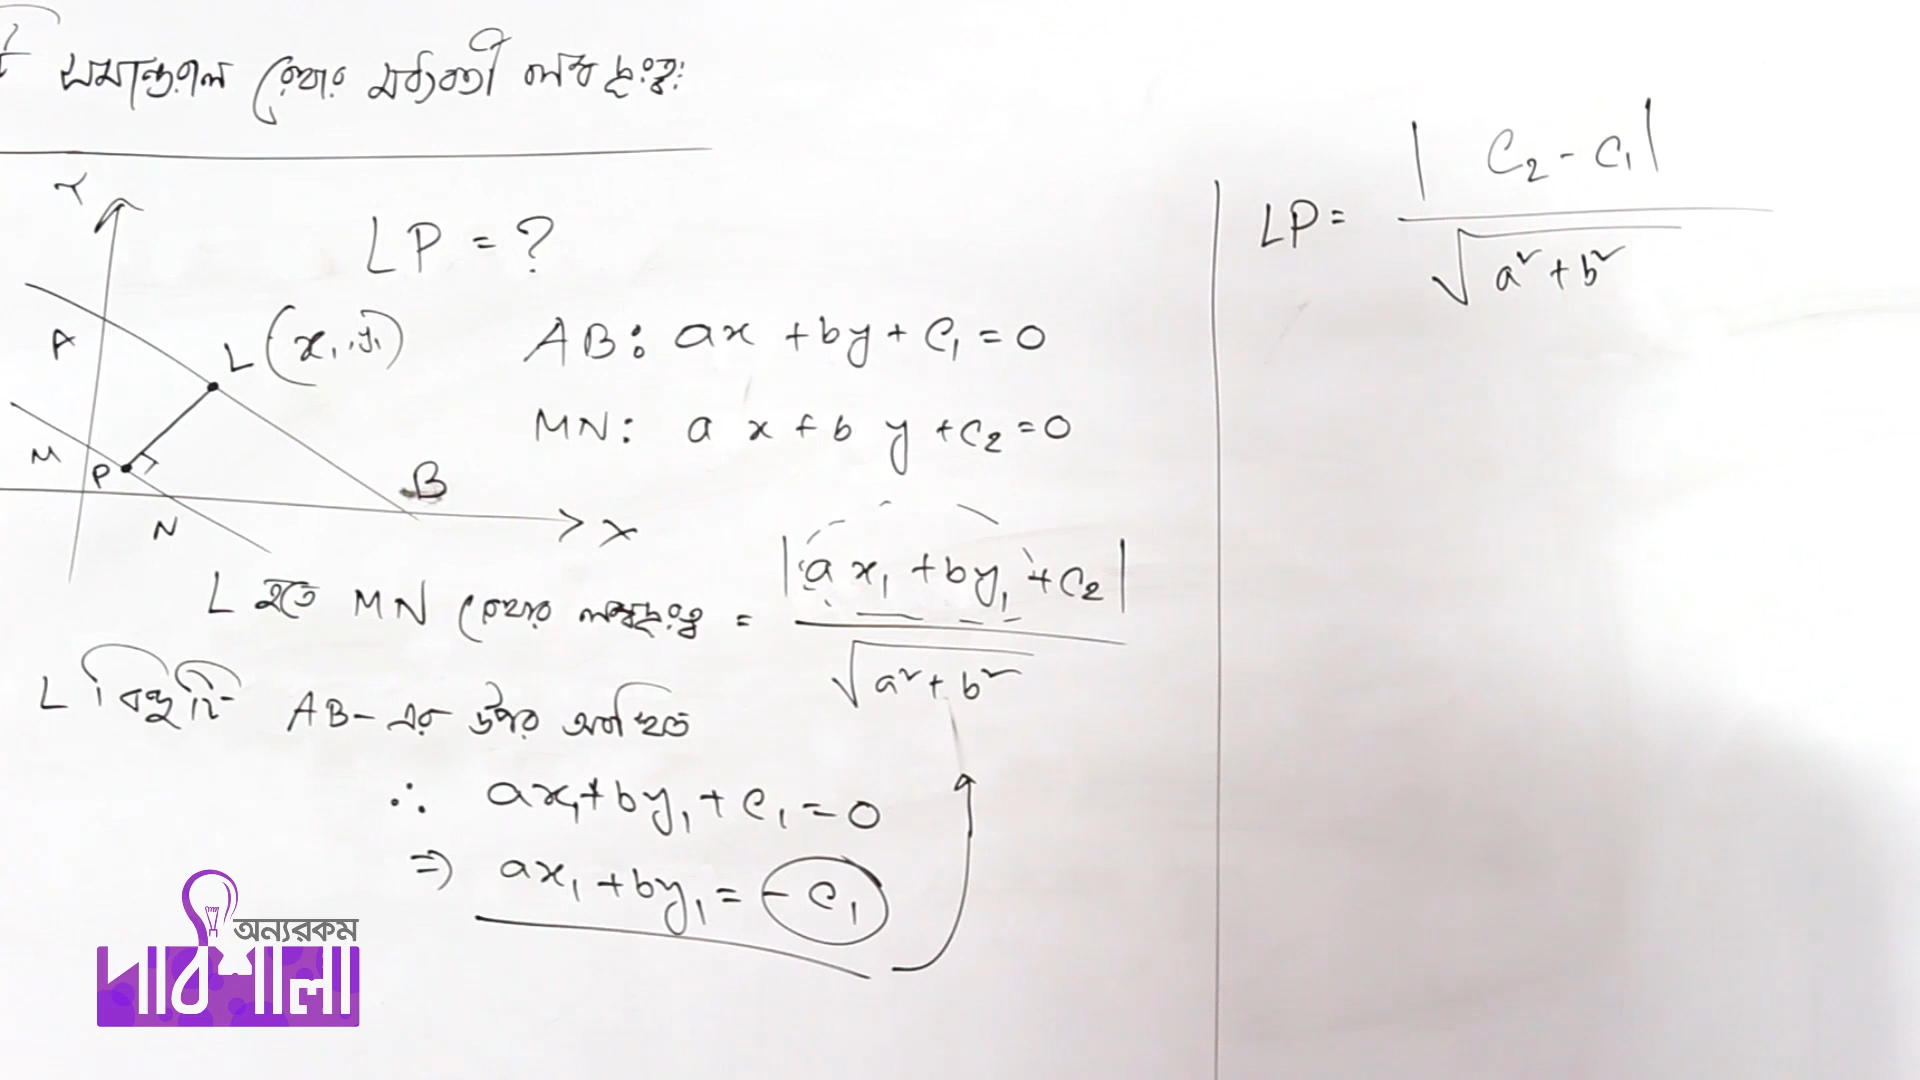 টি সমান্তরাল রেখার মধ্যবর্তী লম্ব দূরত্বঃ
Y
LP = ?
A
L (x₁, y₁)
AB: ax + by + c₁ = 0
MN: ax + by + c₂ = 0
M
P
B
N
X
L হতে MN রেখার লম্বদূরত্ব = |ax₁ + by₁ + c₂| / √(a² + b²)
L বিন্দুটি AB-এর উপর অবস্থিত
∴ ax₁ + by₁ + c₁ = 0
⇒ ax₁ + by₁ = -c₁
LP = |c₂ - c₁| / √(a² + b²)
অন্যরকম
পাঠশালা